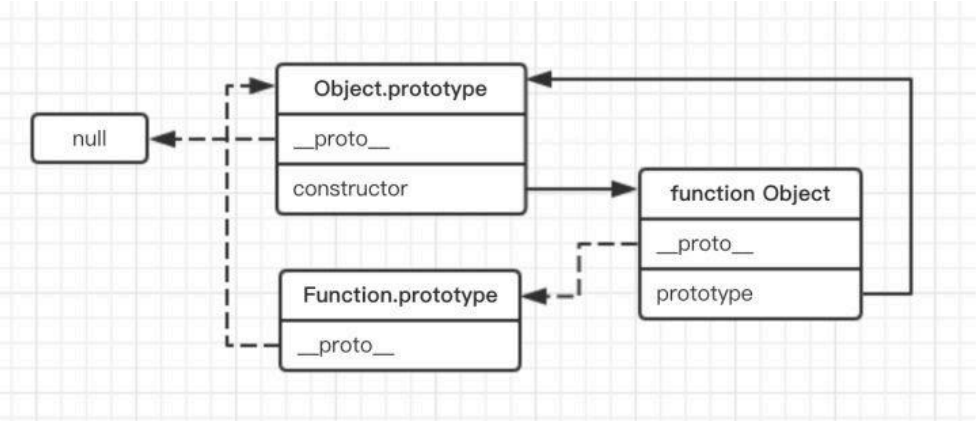 Object.prototype
null
__proto__
constructor
function Object
__proto__
prototype
Function.prototype
__proto__